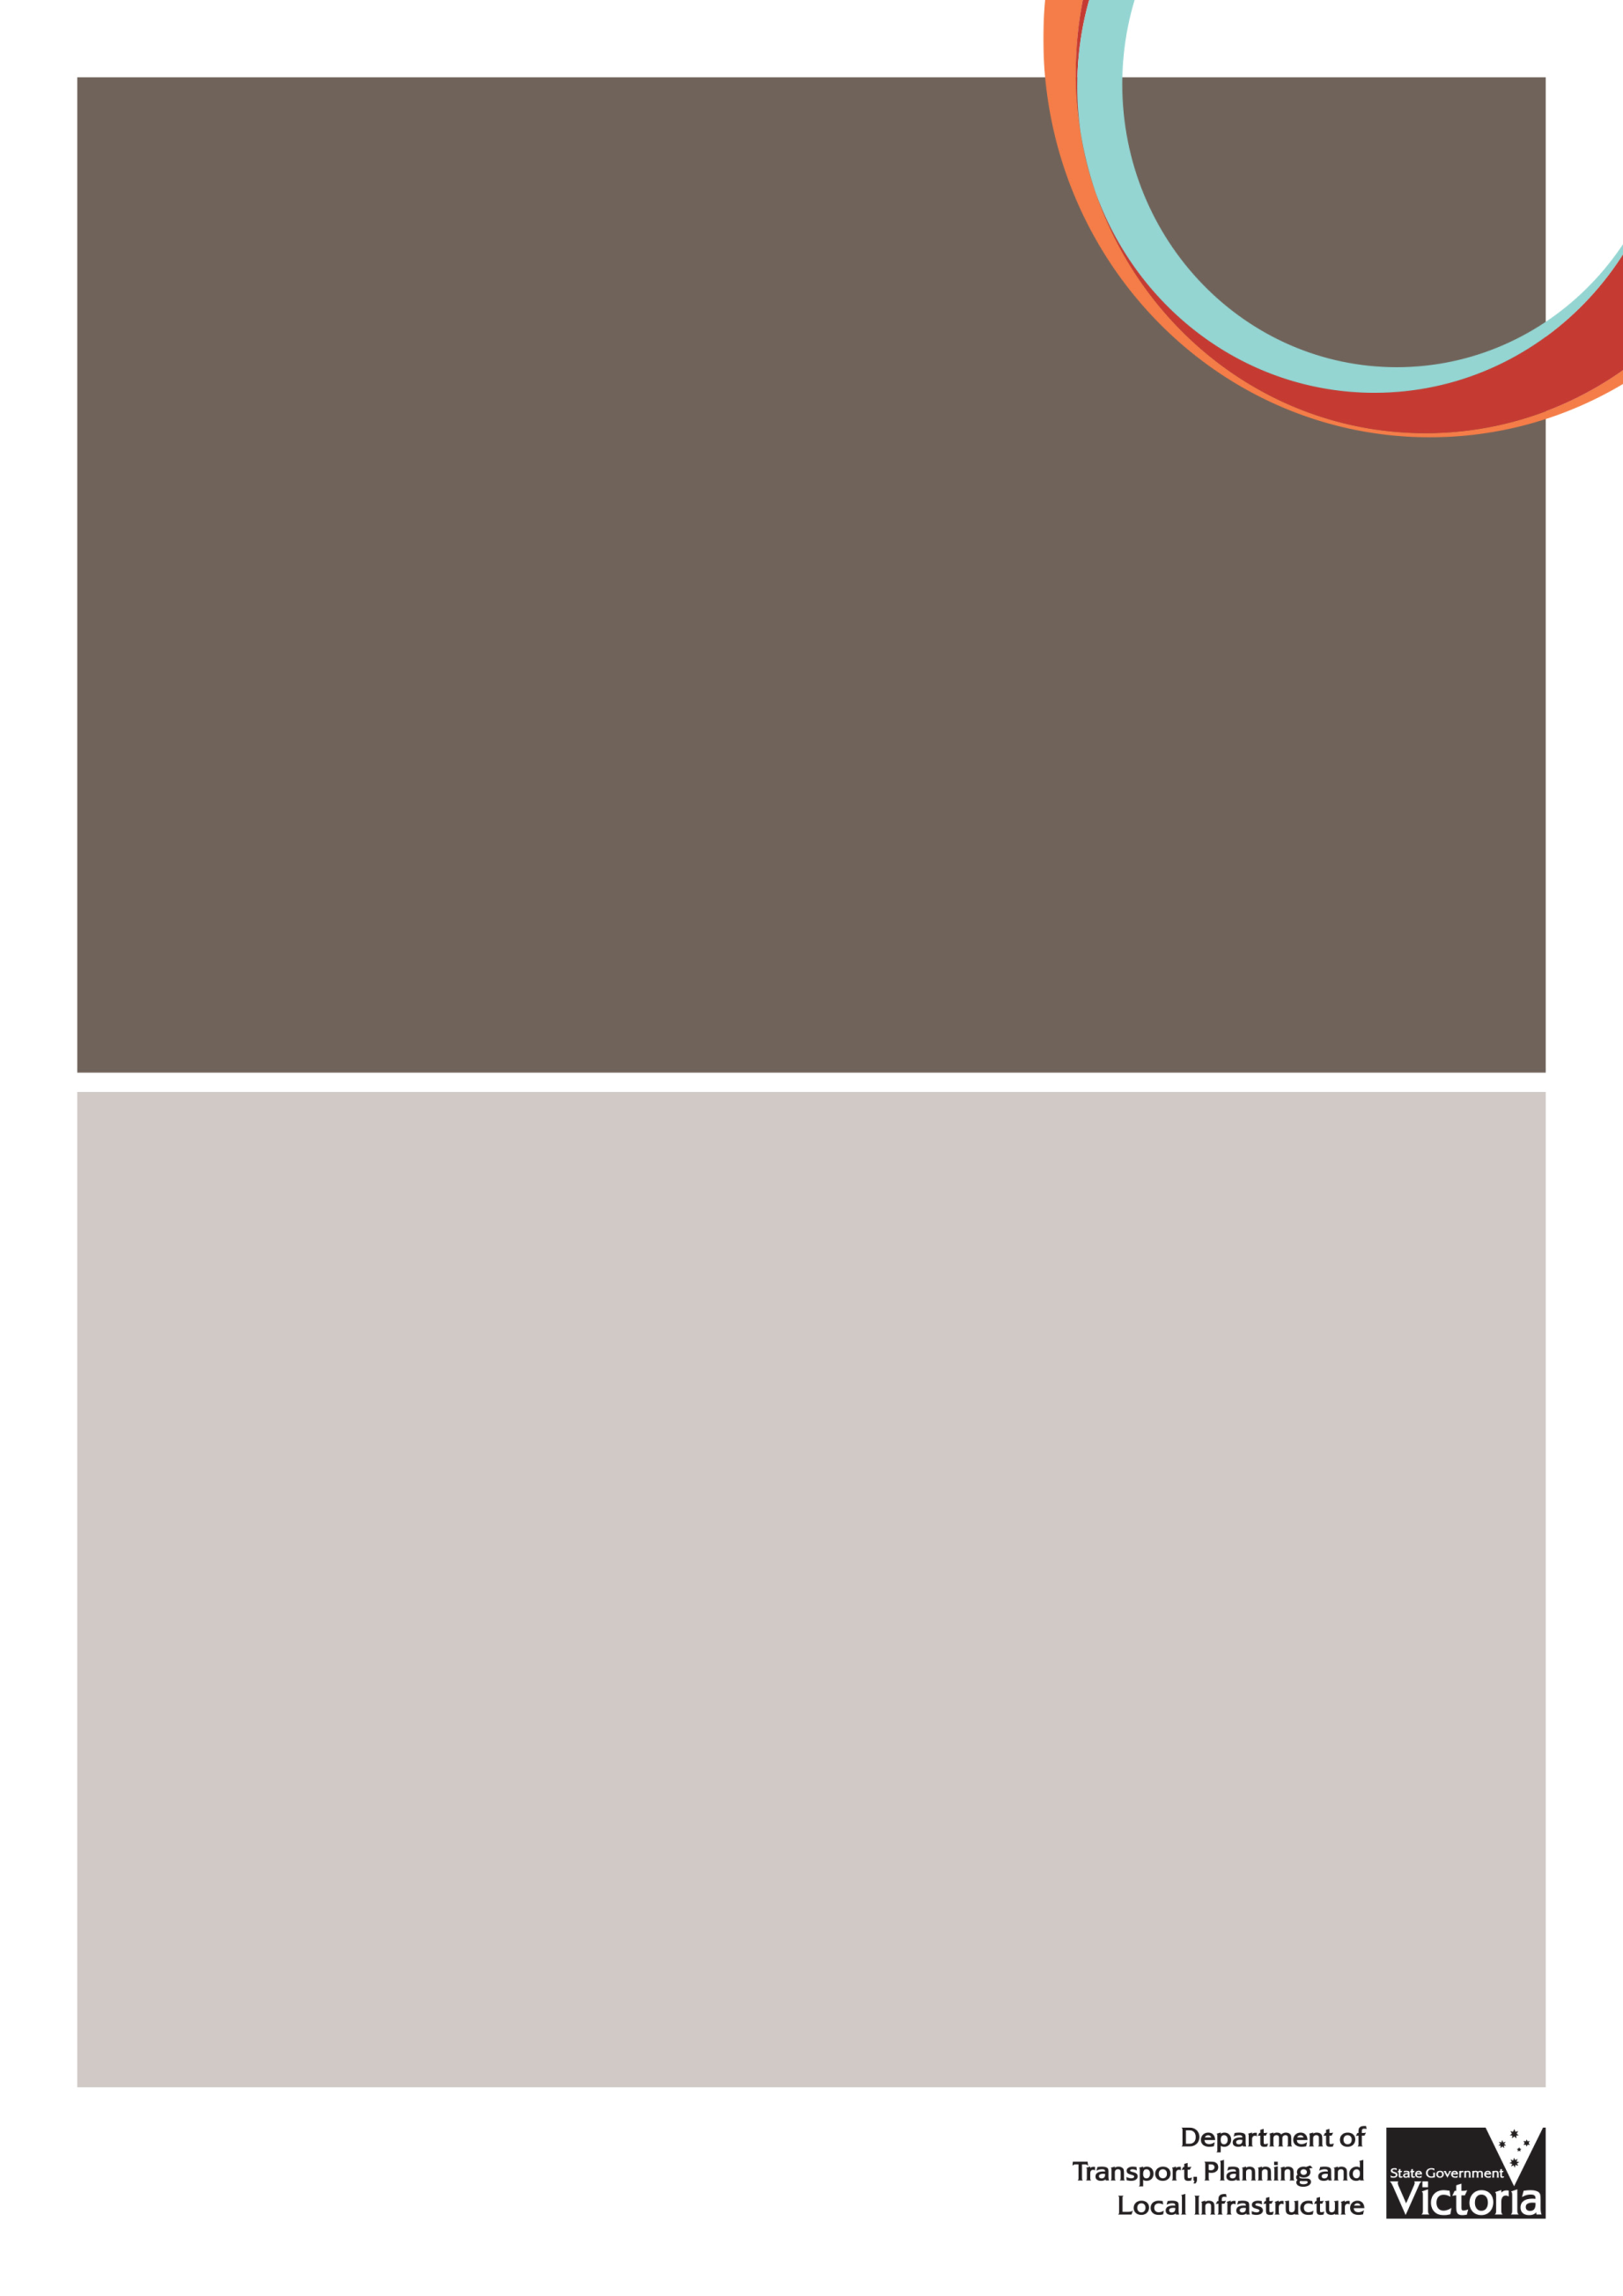 Department of
Transport, Planning and
Local Infrastructure
State Government
Victoria